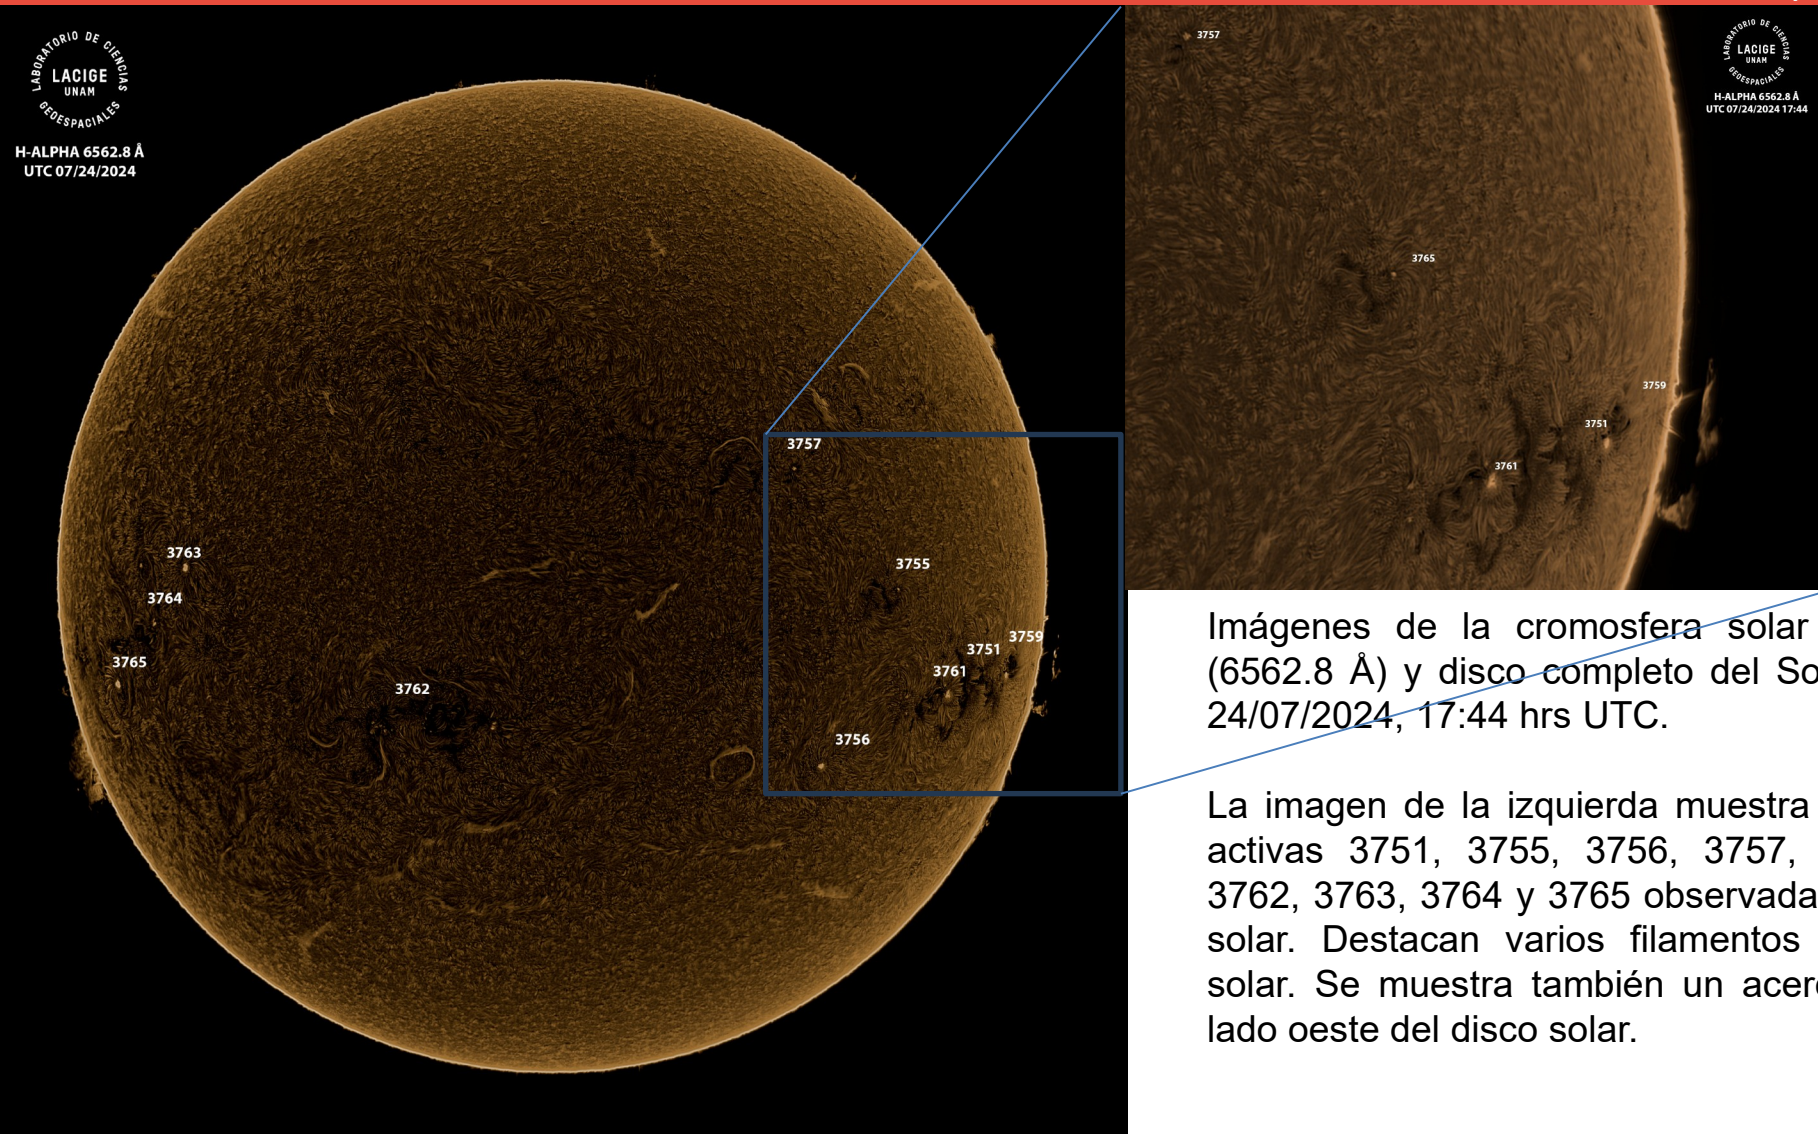 LABORATORIO DE CIENCIAS
LACIGE
UNAM
GEOESPACIALES
H-ALPHA 6562.8 Å
UTC 07/24/2024
3757
3763
3755
3764
3759
3751
3765
3761
3762
3756
LABORATORIO DE CIENCIAS
LACIGE
UNAM
GEOESPACIALES
H-ALPHA 6562.8 Å
UTC 07/24/2024 17:44
3757
3765
3759
3751
3761
Imágenes de la cromosfera solar
(6562.8 Å) y disco completo del So
24/07/2024, 17:44 hrs UTC.
La imagen de la izquierda muestra
activas 3751, 3755, 3756, 3757,
3762, 3763, 3764 y 3765 observada
solar. Destacan varios filamentos
solar. Se muestra también un acer
lado oeste del disco solar.